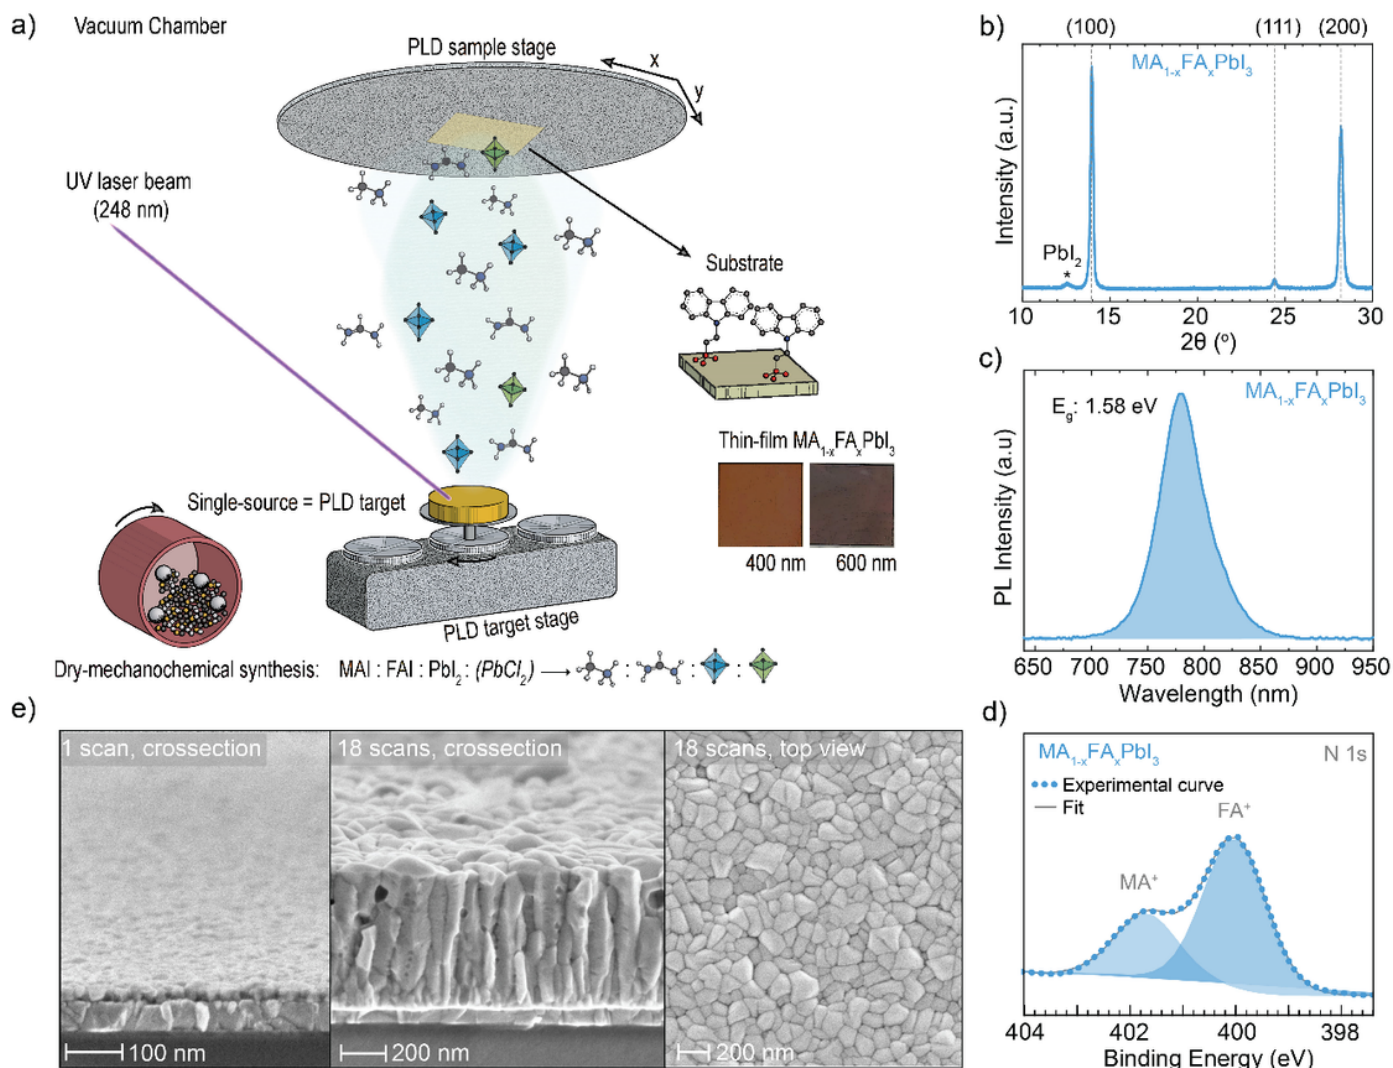 a)
Vacuum Chamber
PLD sample stage
x
y
UV laser beam
(248 nm)
Substrate
Thin-film MA1-xFAxPbI3
400 nm
600 nm
Single-source = PLD target
PLD target stage
Dry-mechanochemical synthesis: MAI : FAI : PbI2 : (PbCl2) ⟶ : : :
b)
(100)
(111)
(200)
MA1-xFAxPbI3
Intensity (a.u.)
PbI2
*
10 15 20 25 30
2θ (º)
c)
MA1-xFAxPbI3
Eg: 1.58 eV
PL Intensity (a.u)
650 700 750 800 850 900 950
Wavelength (nm)
d)
MA1-xFAxPbI3
N 1s
Experimental curve
Fit
FA+
MA+
Intensity (a.u)
404 402 400 398
Binding Energy (eV)
e)
1 scan, crossection
18 scans, crossection
18 scans, top view
100 nm
200 nm
200 nm